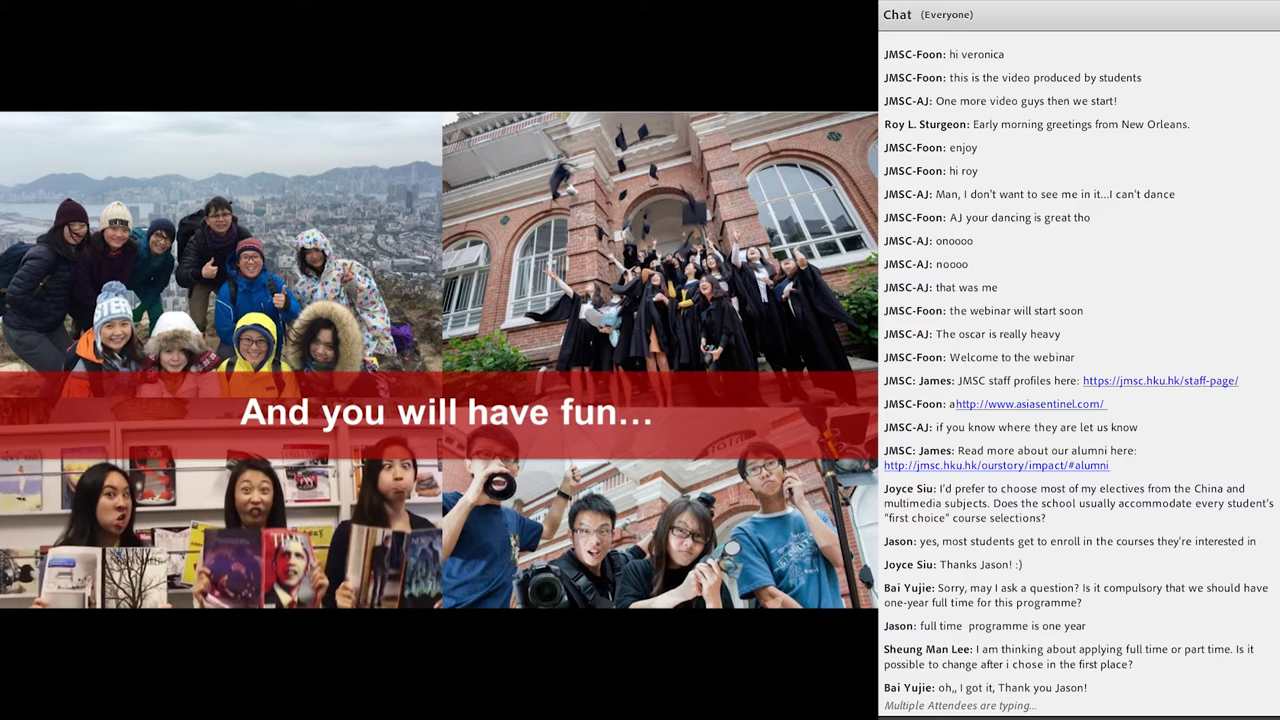 And you will have fun...
TIME
Chat (Everyone)
JMSC-Foon: hi veronica
JMSC-Foon: this is the video produced by students
JMSC-AJ: One more video guys then we start!
Roy L. Sturgeon: Early morning greetings from New Orleans.
JMSC-Foon: enjoy
JMSC-Foon: hi roy
JMSC-AJ: Man, I don't want to see me in it...I can't dance
JMSC-Foon: AJ your dancing is great tho
JMSC-AJ: onoooo
JMSC-AJ: noooo
JMSC-AJ: that was me
JMSC-Foon: the webinar will start soon
JMSC-AJ: The oscar is really heavy
JMSC-Foon: Welcome to the webinar
JMSC: James: JMSC staff profiles here: https://jmsc.hku.hk/staff-page/
JMSC-Foon: ahttp://www.asiasentinel.com/
JMSC-AJ: if you know where they are let us know
JMSC: James: Read more about our alumni here:
http://jmsc.hku.hk/ourstory/impact/#alumni
Joyce Siu: I'd prefer to choose most of my electives from the China and
multimedia subjects. Does the school usually accommodate every student's
"first choice" course selections?
Jason: yes, most students get to enroll in the courses they're interested in
Joyce Siu: Thanks Jason! :)
Bai Yujie: Sorry, may I ask a question? Is it compulsory that we should have
one-year full time for this programme?
Jason: full time  programme is one year
Sheung Man Lee: I am thinking about applying full time or part time. Is it
possible to change after i chose in the first place?
Bai Yujie: oh,, I got it, Thank you Jason!
Multiple Attendees are typing...